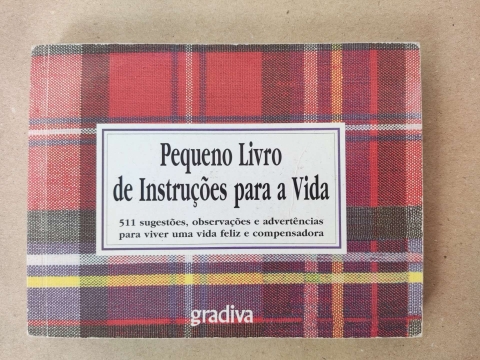 Pequeno Livro
de Instruções para a Vida
511 sugestões, observações e advertências
para viver uma vida feliz e compensadora
gradiva